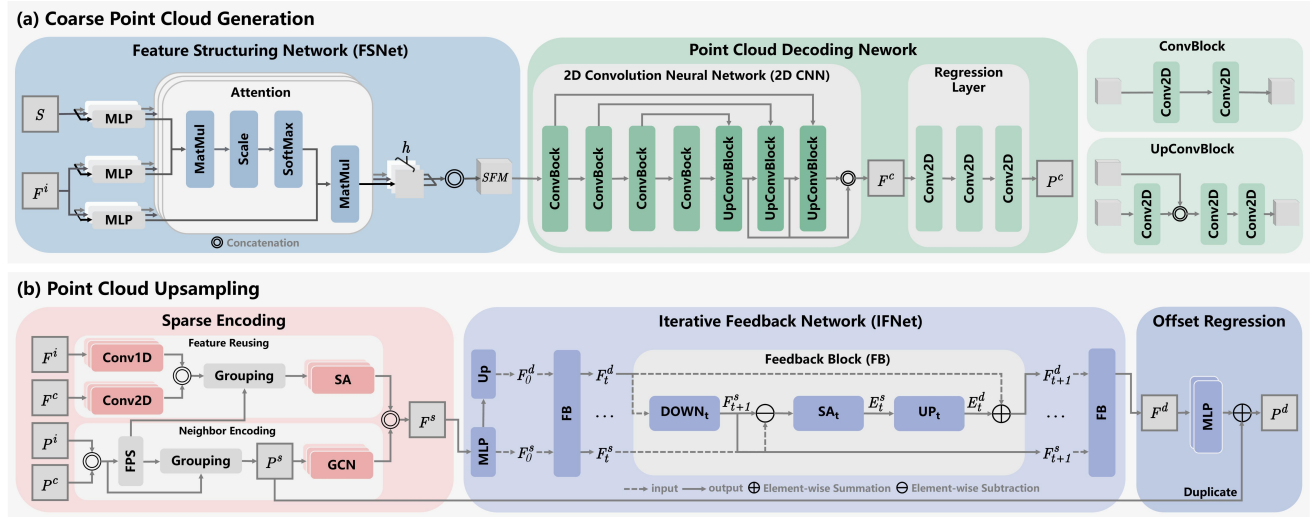 (a) Coarse Point Cloud Generation
Feature Structuring Network (FSNet)
S
F^i
MLP
MLP
MLP
Attention
MatMul
Scale
SoftMax
MatMul
h
SFM
Concatenation
Point Cloud Decoding Nework
2D Convolution Neural Network (2D CNN)
ConvBock
ConvBock
ConvBock
ConvBock
UpConvBlock
UpConvBlock
UpConvBlock
F^c
Regression
Layer
Conv2D
Conv2D
Conv2D
P^c
ConvBlock
Conv2D
Conv2D
UpConvBlock
Conv2D
Conv2D
Conv2D
(b) Point Cloud Upsampling
Sparse Encoding
Feature Reusing
F^i
Conv1D
F^c
Conv2D
Grouping
SA
Neighbor Encoding
P^i
P^c
FPS
Grouping
P^s
GCN
F^s
Iterative Feedback Network (IFNet)
Up
MLP
F_0^d
F_0^s
FB
F_t^d
...
F_t^s
Feedback Block (FB)
DOWN_t
F_{t+1}^s
SA_t
E_t^s
UP_t
E_t^d
F_{t+1}^d
...
F_{t+1}^s
FB
input
output
Element-wise Summation
Element-wise Subtraction
Offset Regression
F^d
MLP
P^d
Duplicate